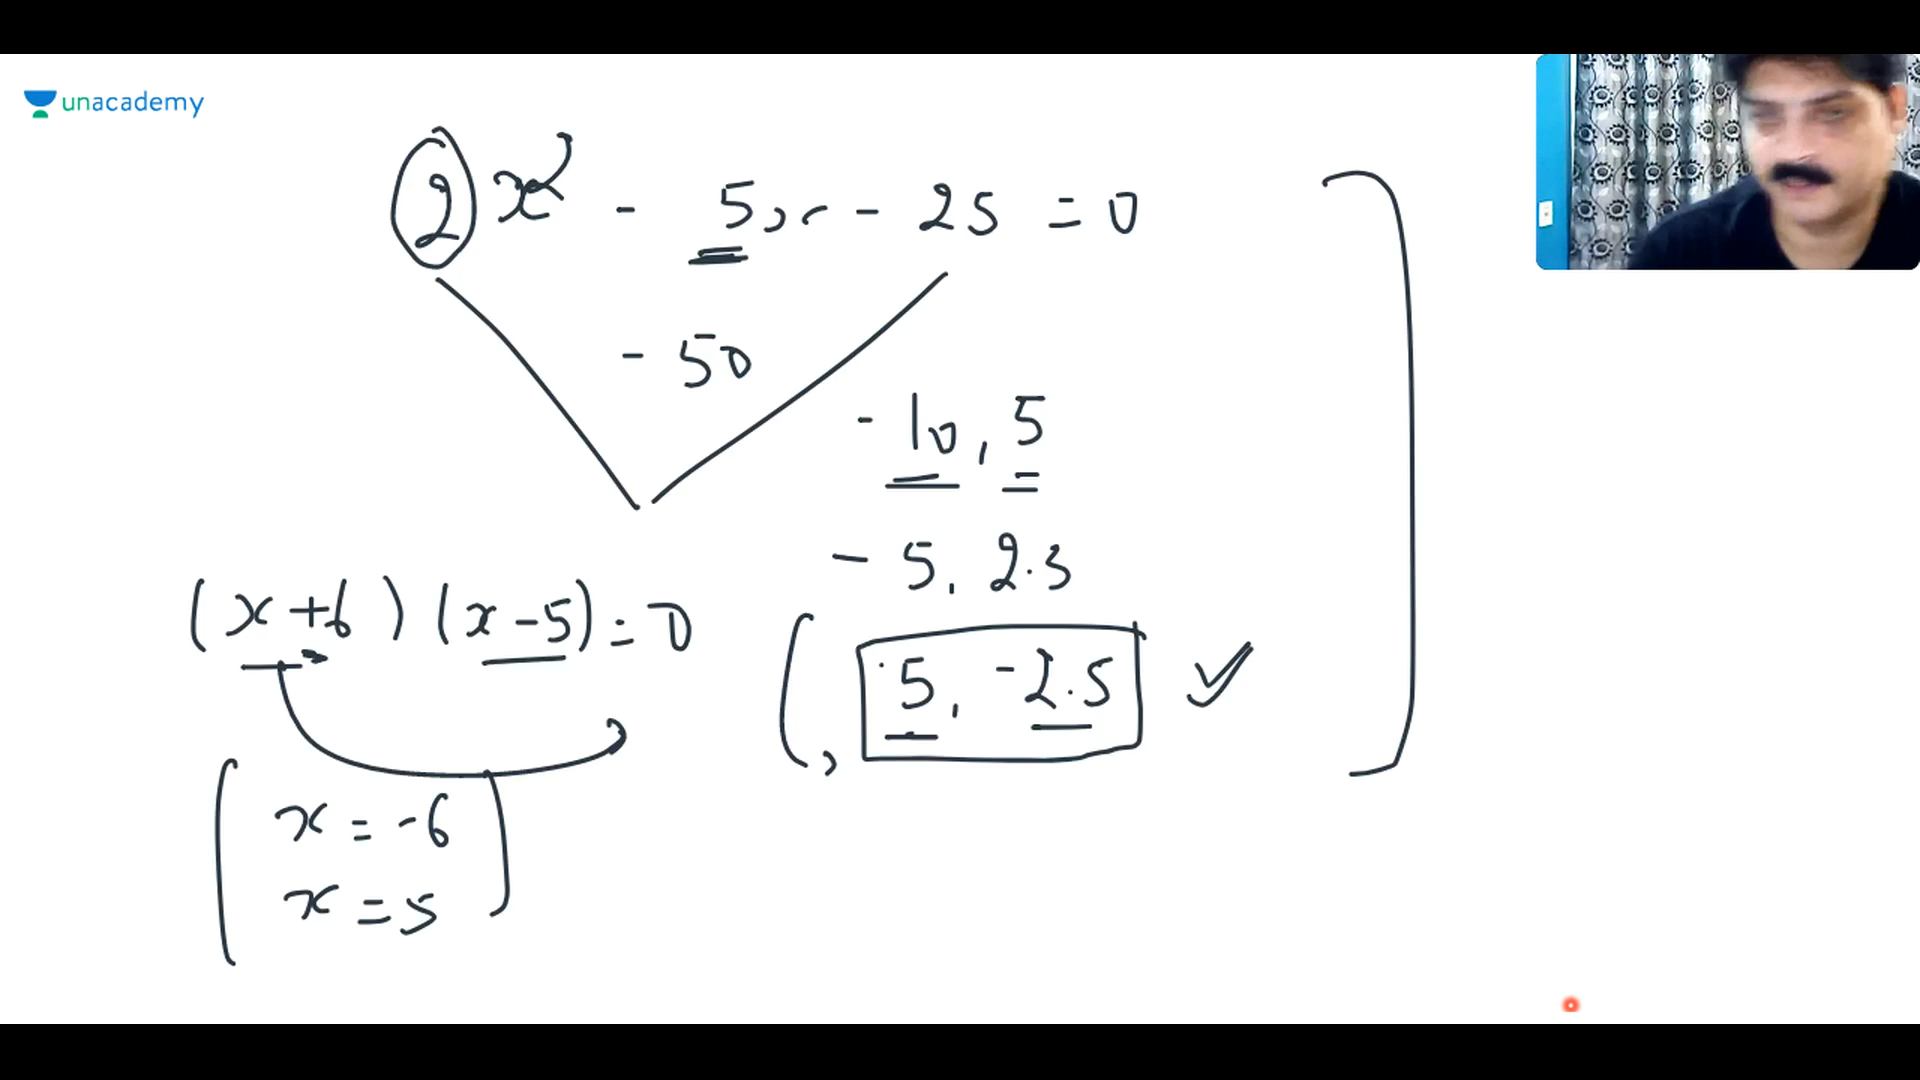 unacademy
2x² - 5x - 25 = 0
- 50
- 10, 5
- 5, 2.5
(x+6) (x-5) = 0
5, -2.5
x = -6
x = 5